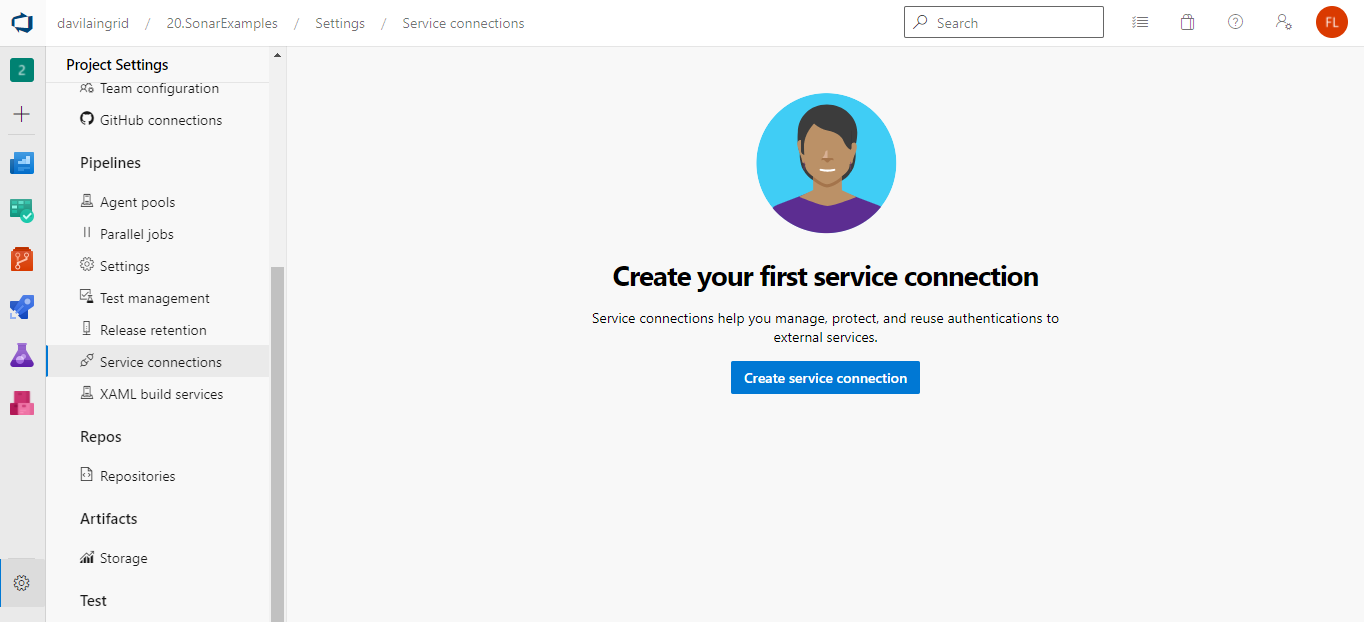 davilaingrid / 20.SonarExamples / Settings / Service connections
Search
FL
2
Project Settings
Team configuration
GitHub connections
Pipelines
Agent pools
Parallel jobs
Settings
Test management
Release retention
Service connections
XAML build services
Repos
Repositories
Artifacts
Storage
Test
Create your first service connection
Service connections help you manage, protect, and reuse authentications to
external services.
Create service connection